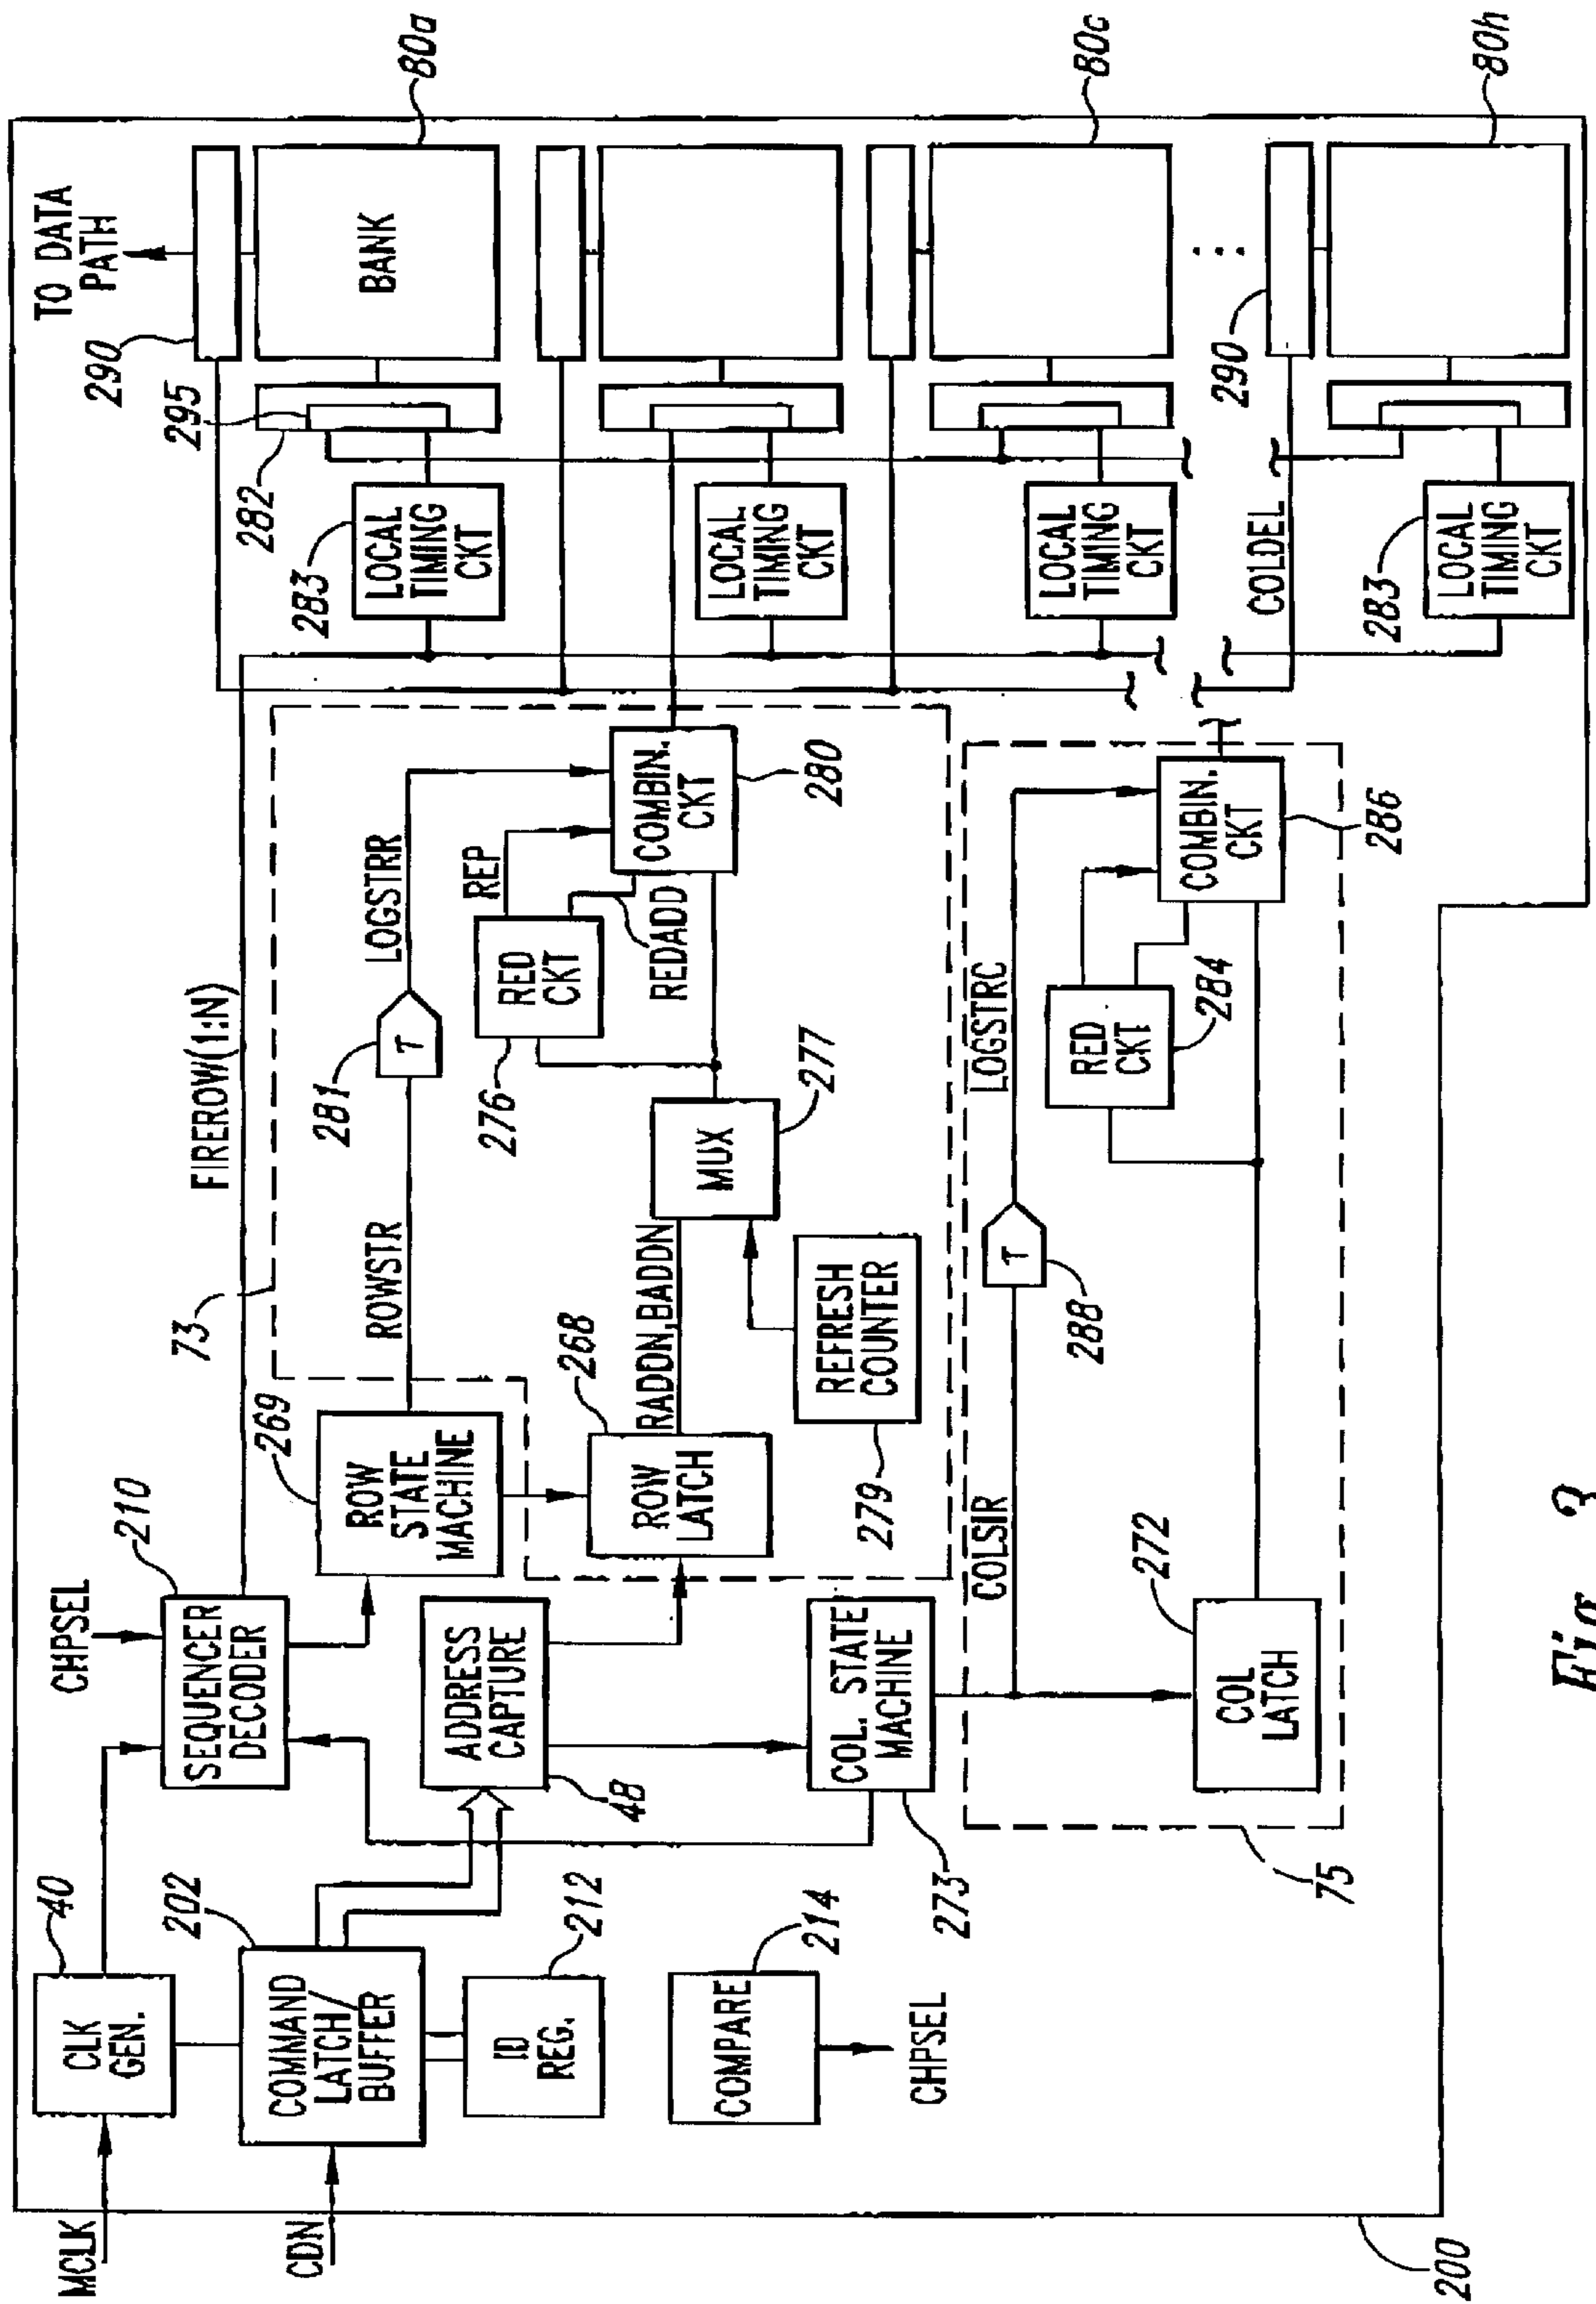 MCLK
CDN
200
40
CLK
GEN.
202
COMMAND
LATCH/
BUFFER
212
ID
REG.
214
COMPARE
CHPSEL
CHPSEL
210
SEQUENCER
DECODER
ADDRESS
CAPTURE
48
COL. STATE
MACHINE
273
269
ROW
STATE
MACHINE
268
ROW
LATCH
73
FIREROW(1:N)
ROWSTR
281
T
LOGSTRR
RADDN,BADDN
REFRESH
COUNTER
279
MUX
277
276
RED
CKT
REP
REDADD
COMBIN.
CKT
280
75
272
COL
LATCH
COLSIR
288
T
LOGSTRC
RED
CKT
284
COMBIN.
CKT
286
283
LOCAL
TIMING
CKT
LOCAL
TIMING
CKT
LOCAL
TIMING
CKT
283
LOCAL
TIMING
CKT
COLDEL
282
295
290
290
TO DATA
PATH
BANK
80a
80c
80h
Fig. 3